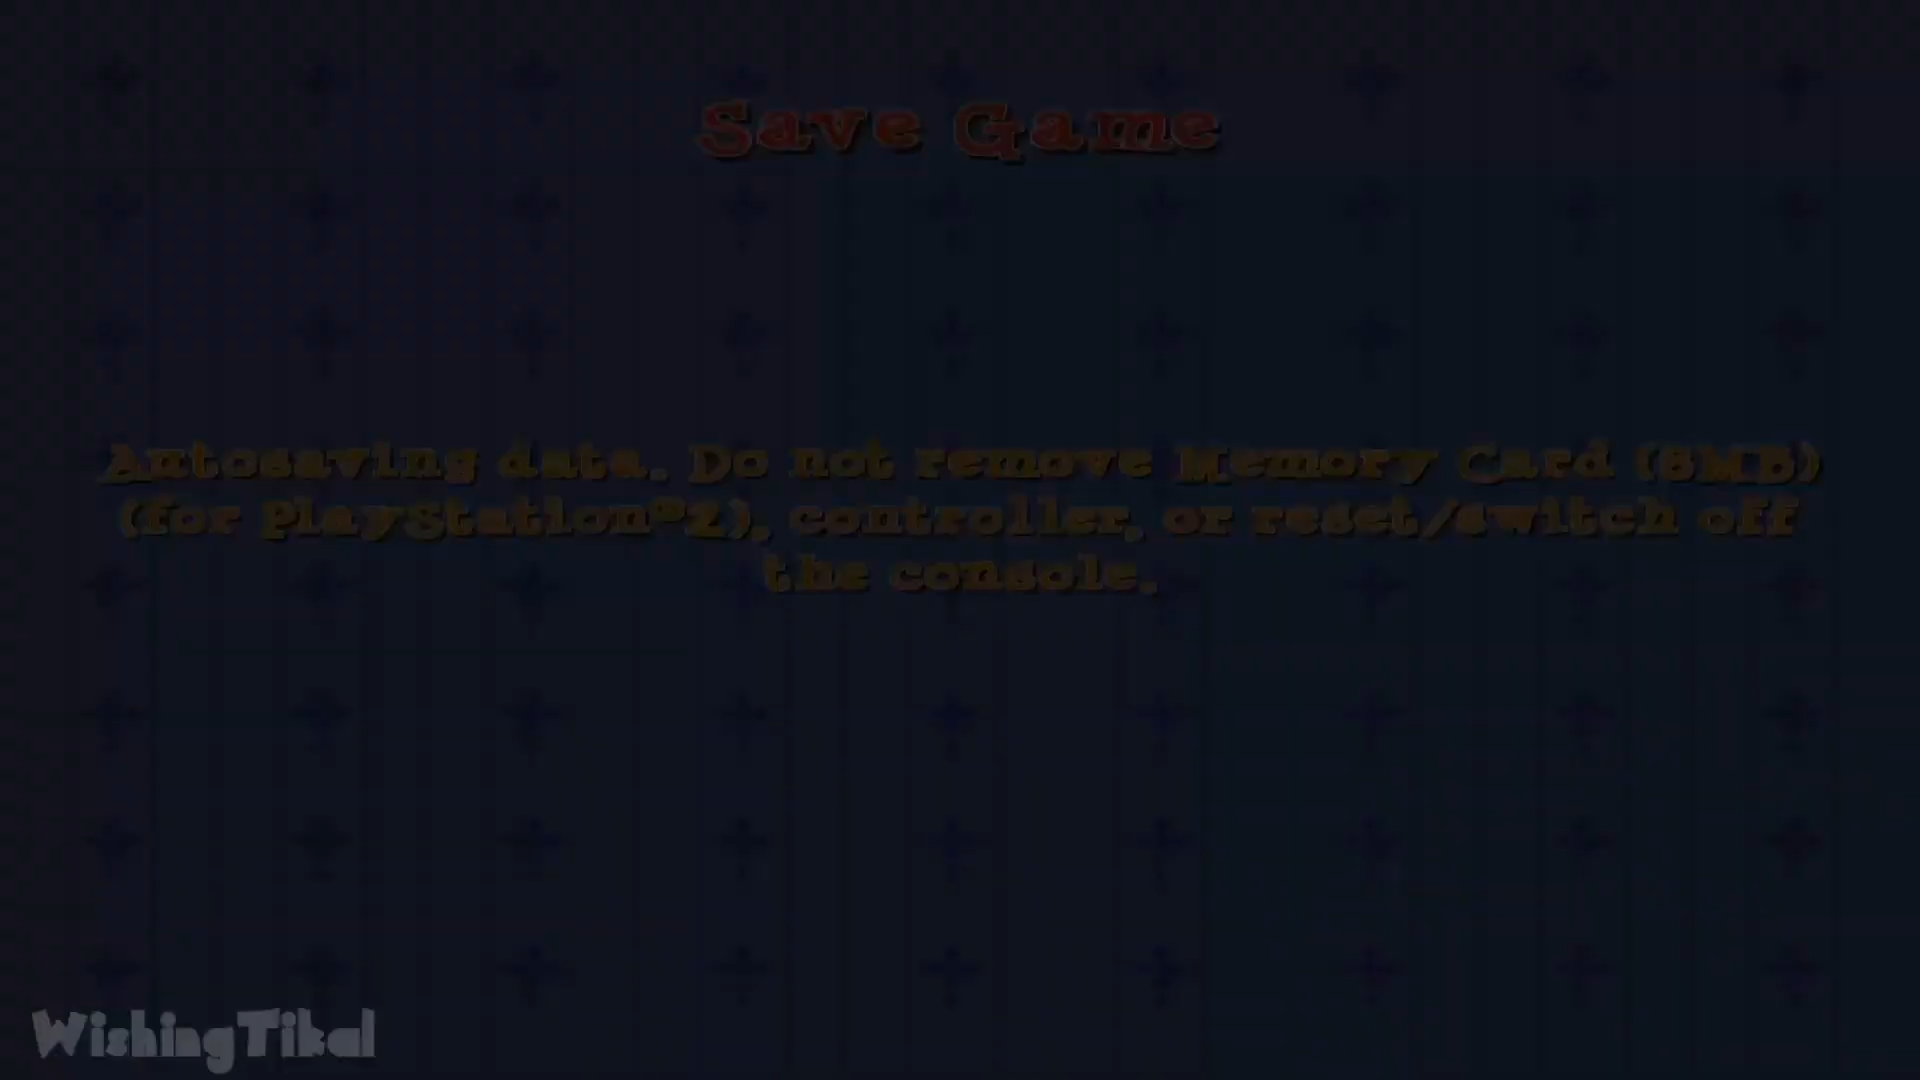 Save Game
Autosaving data. Do not remove Memory Card (8MB)
(for PlayStation®2), controller, or reset/switch off
the console.
WishingTikal